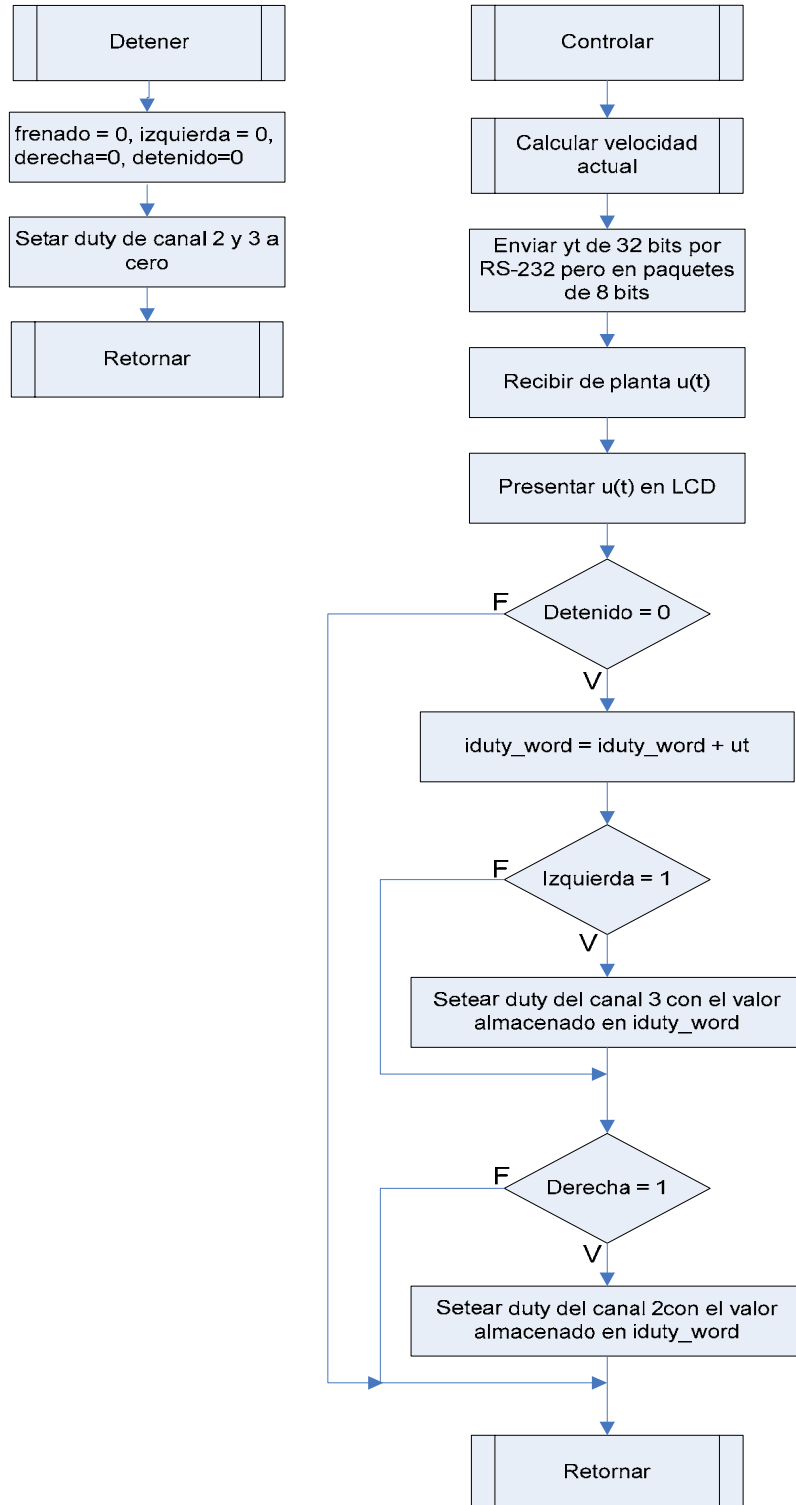 Detener
frenado = 0, izquierda = 0,
derecha=0, detenido=0
Setar duty de canal 2 y 3 a
cero
Retornar
Controlar
Calcular velocidad
actual
Enviar yt de 32 bits por
RS-232 pero en paquetes
de 8 bits
Recibir de planta u(t)
Presentar u(t) en LCD
F
Detenido = 0
V
iduty_word = iduty_word + ut
F
Izquierda = 1
V
Setear duty del canal 3 con el valor
almacenado en iduty_word
F
Derecha = 1
V
Setear duty del canal 2con el valor
almacenado en iduty_word
Retornar